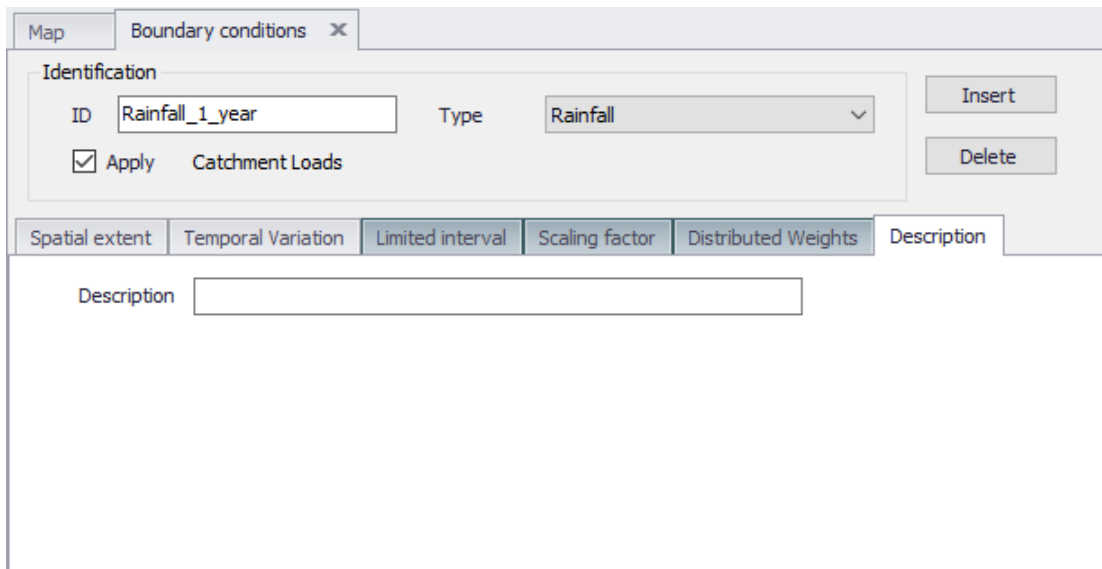 Map Boundary conditions
Identification
ID Rainfall_1_year Type Rainfall Insert
Apply Catchment Loads Delete
Spatial extent Temporal Variation Limited interval Scaling factor Distributed Weights Description
Description